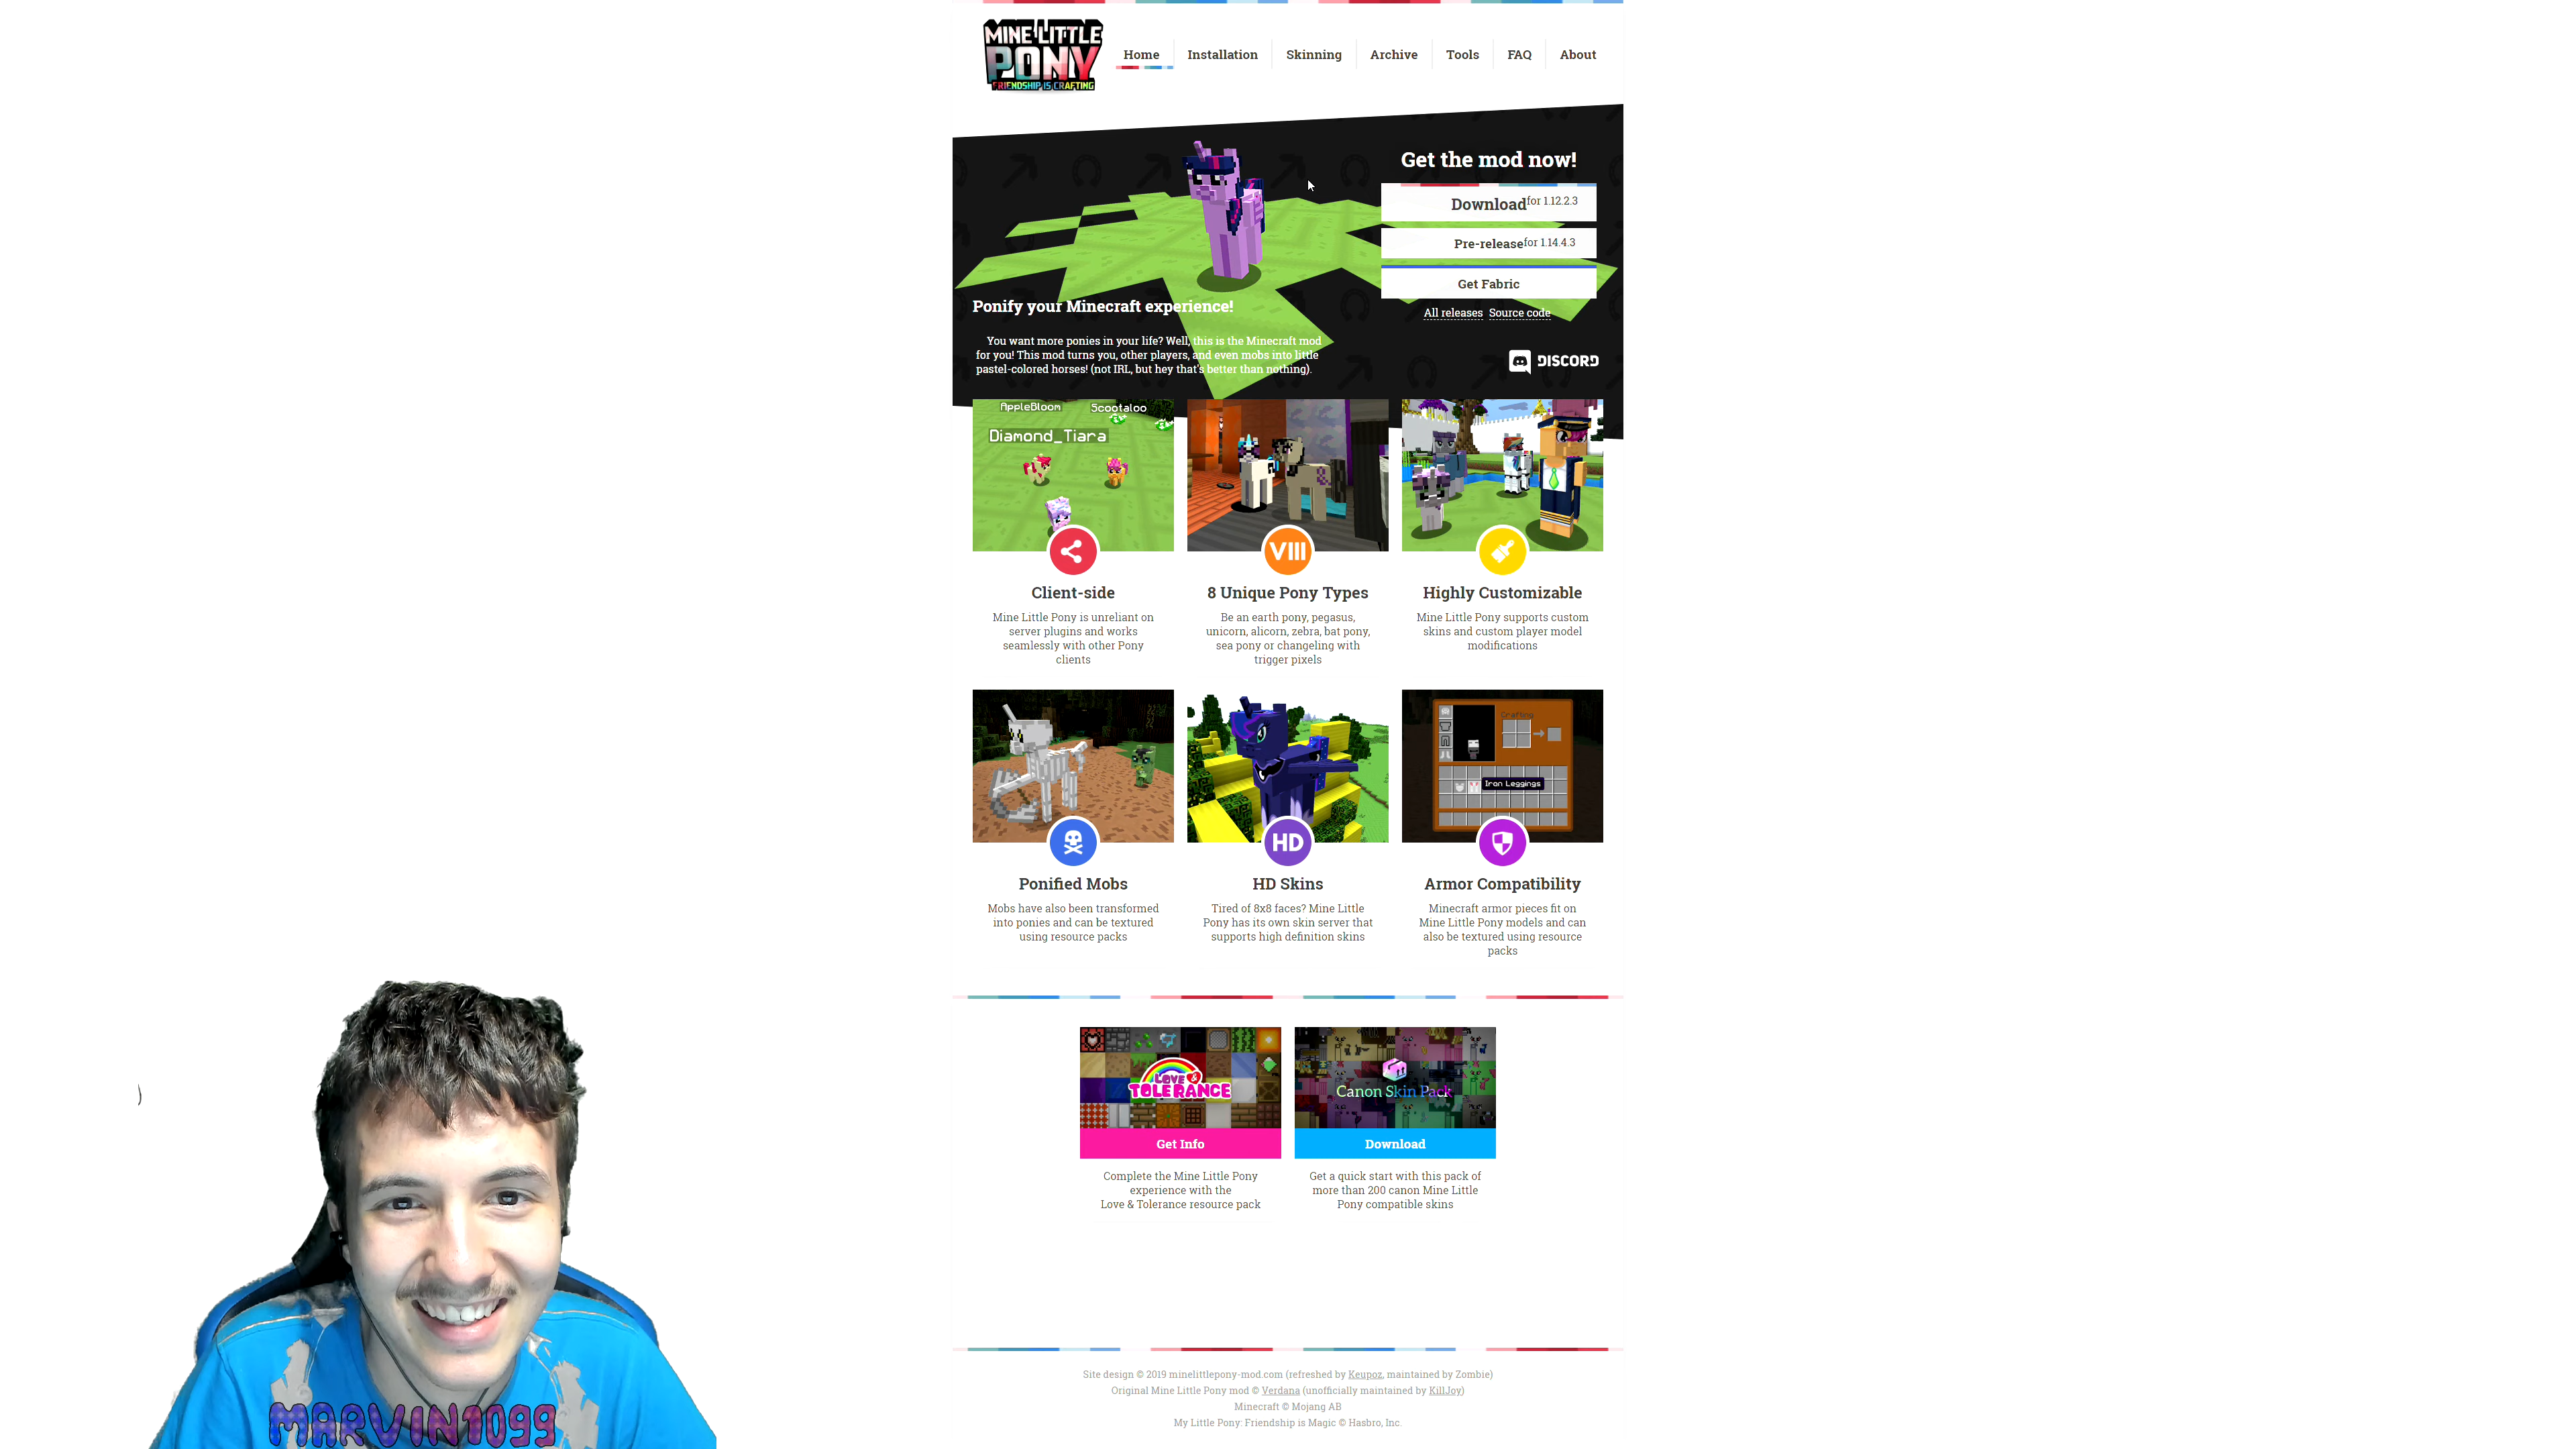 MINE LITTLE
PONY
FRIENDSHIP IS CRAFTING
Home
Installation
Skinning
Archive
Tools
FAQ
About
Get the mod now!
Download for 1.12.2.3
Pre-release for 1.14.4.3
Get Fabric
All releases Source code
DISCORD
Ponify your Minecraft experience!
You want more ponies in your life? Well, this is the Minecraft mod
for you! This mod turns you, other players, and even mobs into little
pastel-colored horses! (not IRL, but hey that's better than nothing).
AppleBloom
Scootaloo
Diamond_Tiara
VIII
Client-side
Mine Little Pony is unreliant on
server plugins and works
seamlessly with other Pony
clients
8 Unique Pony Types
Be an earth pony, pegasus,
unicorn, alicorn, zebra, bat pony,
sea pony or changeling with
trigger pixels
Highly Customizable
Mine Little Pony supports custom
skins and custom player model
modifications
Crafting
Iron Leggings
HD
Ponified Mobs
Mobs have also been transformed
into ponies and can be textured
using resource packs
HD Skins
Tired of 8x8 faces? Mine Little
Pony has its own skin server that
supports high definition skins
Armor Compatibility
Minecraft armor pieces fit on
Mine Little Pony models and can
also be textured using resource
packs
LOVE &
TOLERANCE
Get Info
Complete the Mine Little Pony
experience with the
Love & Tolerance resource pack
Canon Skin Pack
Download
Get a quick start with this pack of
more than 200 canon Mine Little
Pony compatible skins
Site design © 2019 minelittlepony-mod.com (refreshed by Keupoz, maintained by Zombie)
Original Mine Little Pony mod © Verdana (unofficially maintained by KillJoy)
Minecraft © Mojang AB
My Little Pony: Friendship is Magic © Hasbro, Inc.
MARVIN1099